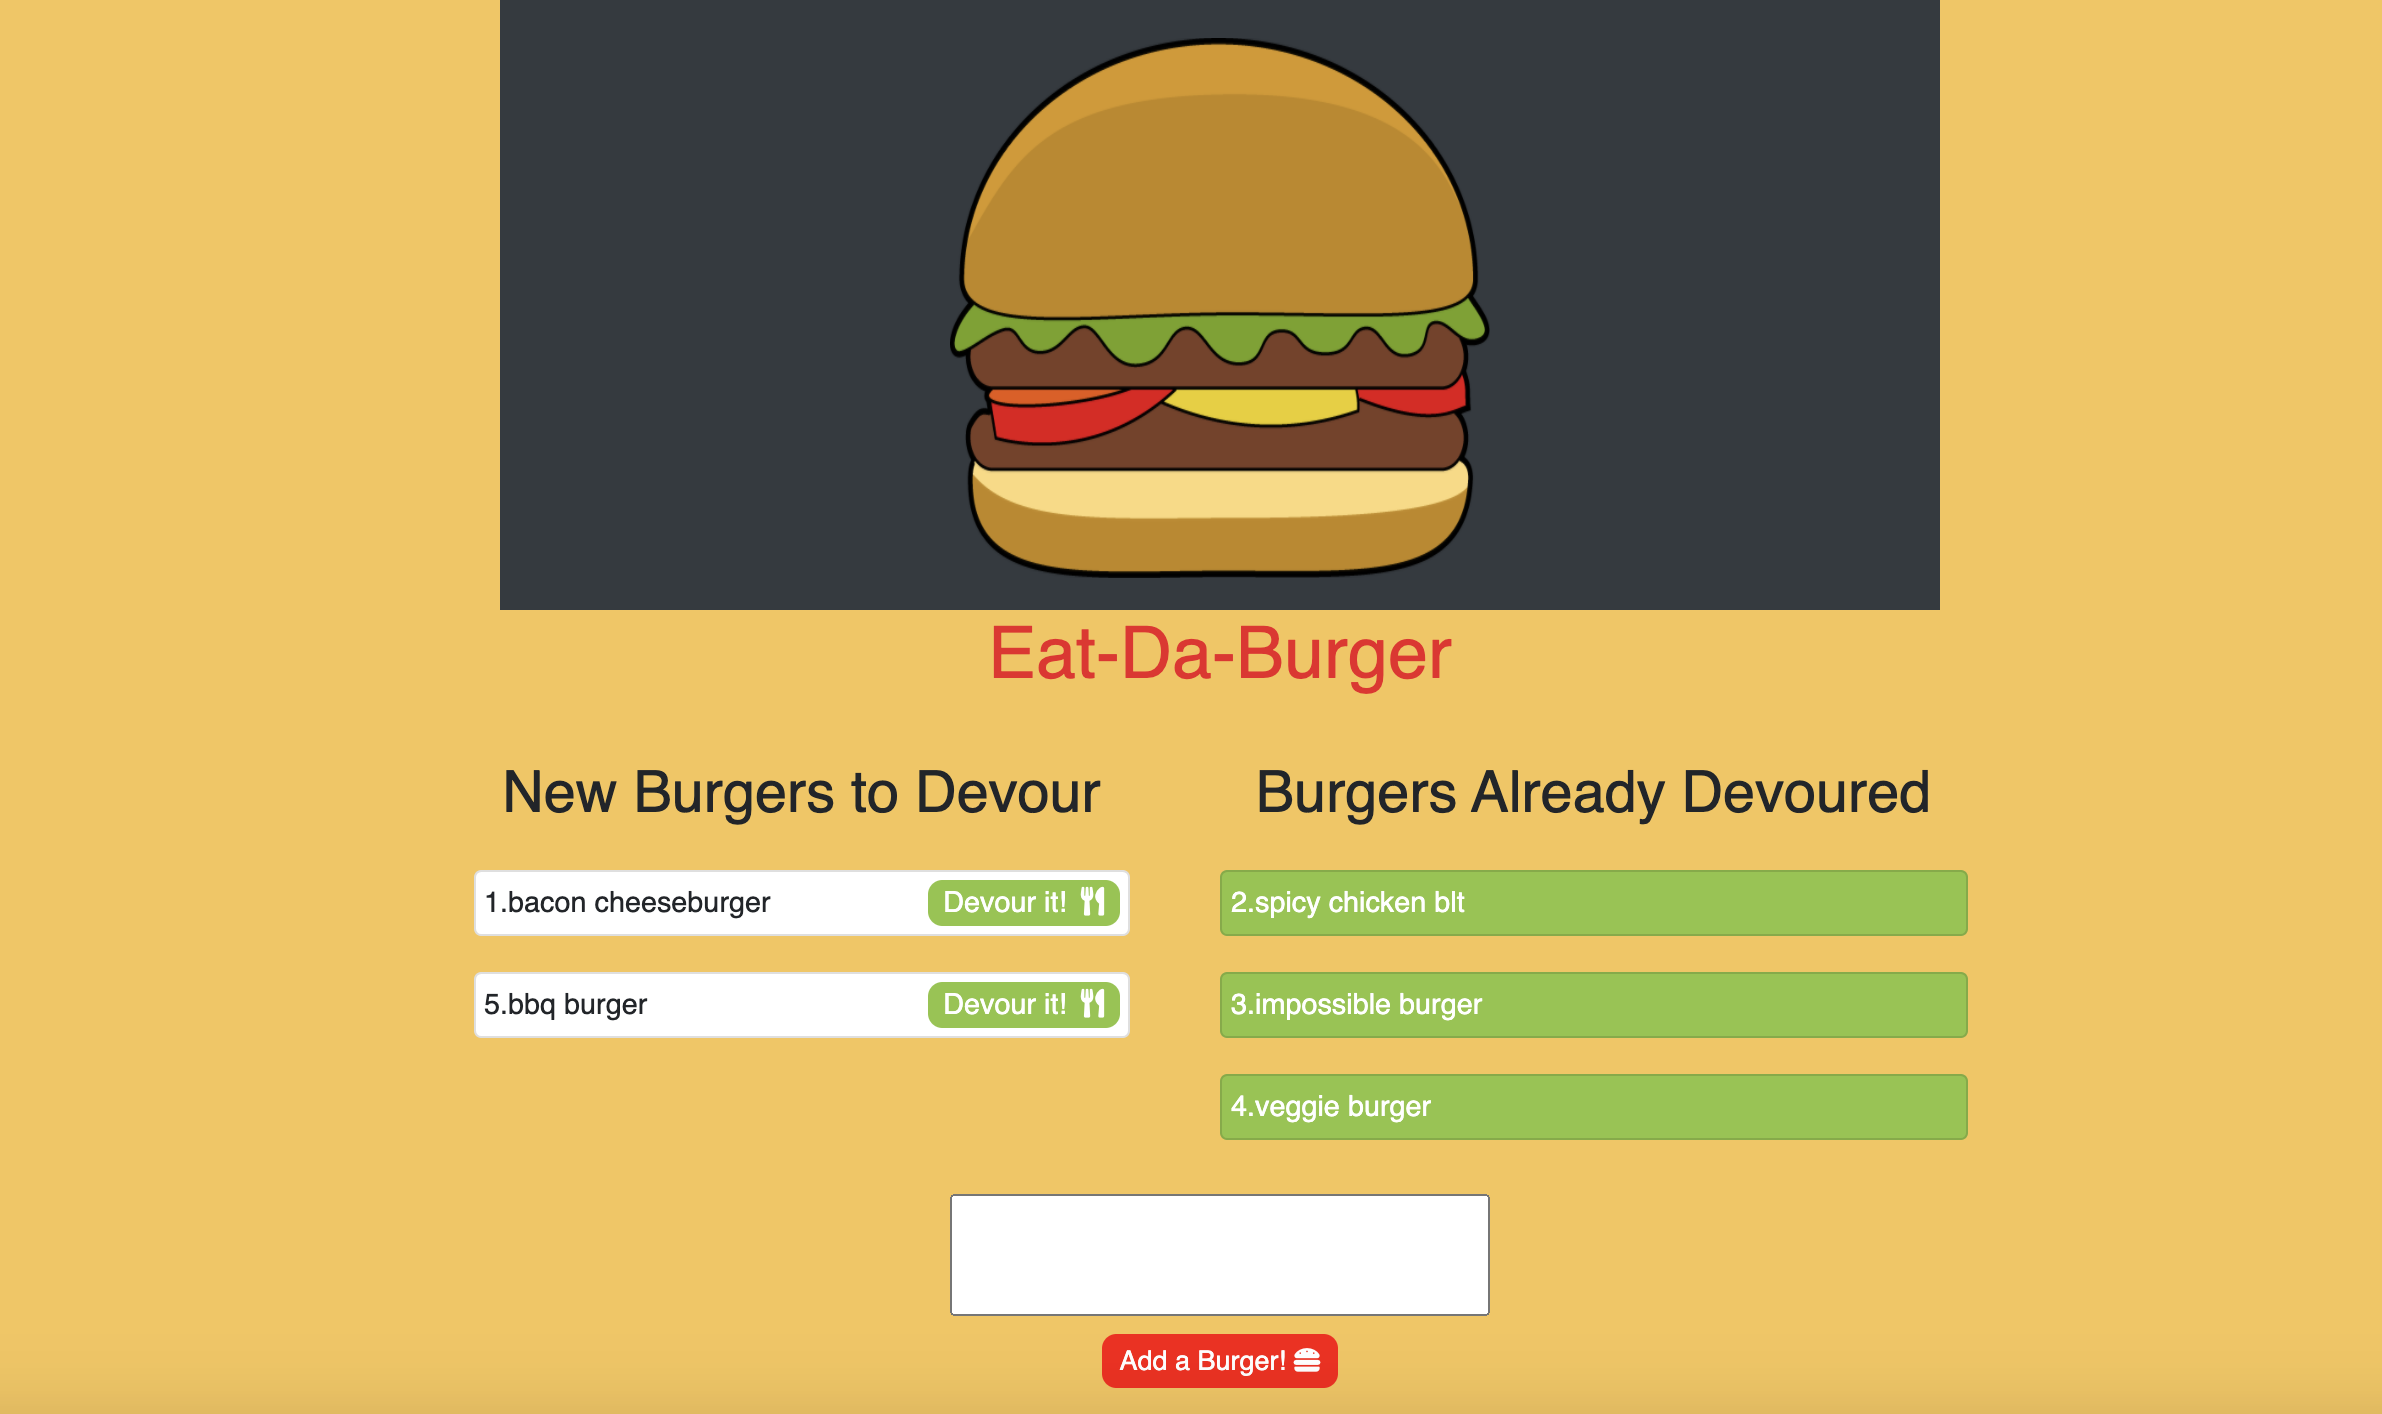 Eat-Da-Burger
New Burgers to Devour
1.bacon cheeseburger Devour it!
5.bbq burger Devour it!
Burgers Already Devoured
2.spicy chicken blt
3.impossible burger
4.veggie burger
Add a Burger!